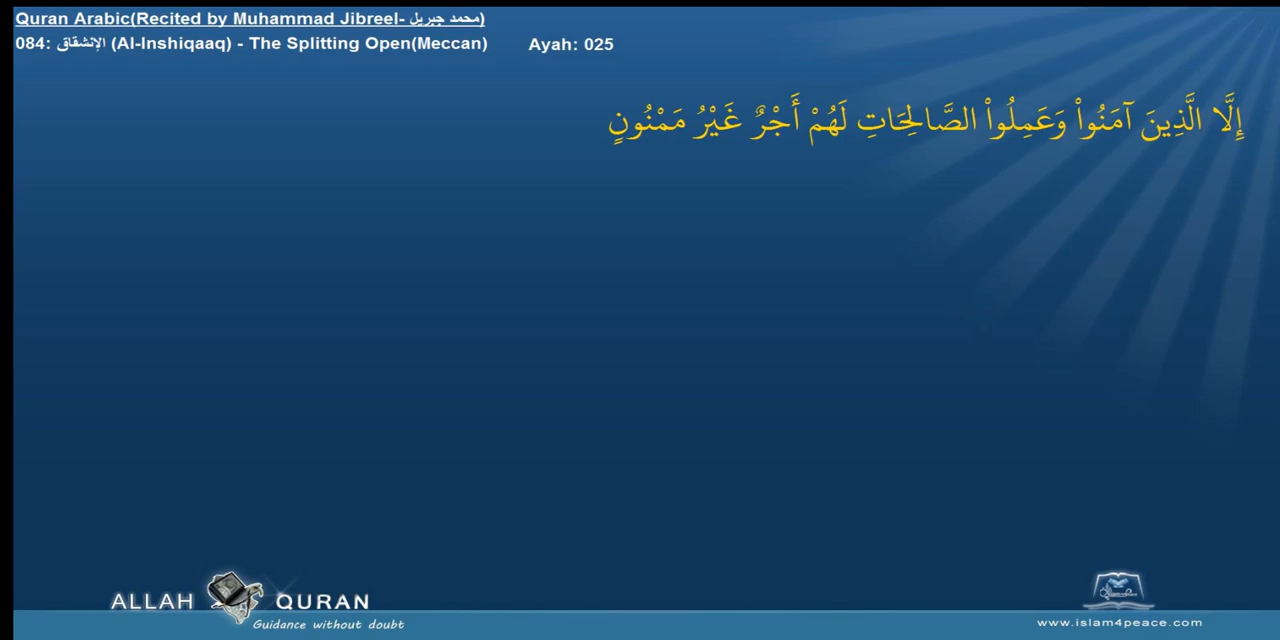 Quran Arabic(Recited by Muhammad Jibreel- محمد جبريل)
084: الإنشقاق (Al-Inshiqaaq) - The Splitting Open(Meccan) Ayah: 025
إِلَّا الَّذِينَ آمَنُواْ وَعَمِلُواْ الصَّالِحَاتِ لَهُمْ أَجْرٌ غَيْرُ مَمْنُونٍ
ALLAH QURAN
Guidance without doubt
www.islam4peace.com